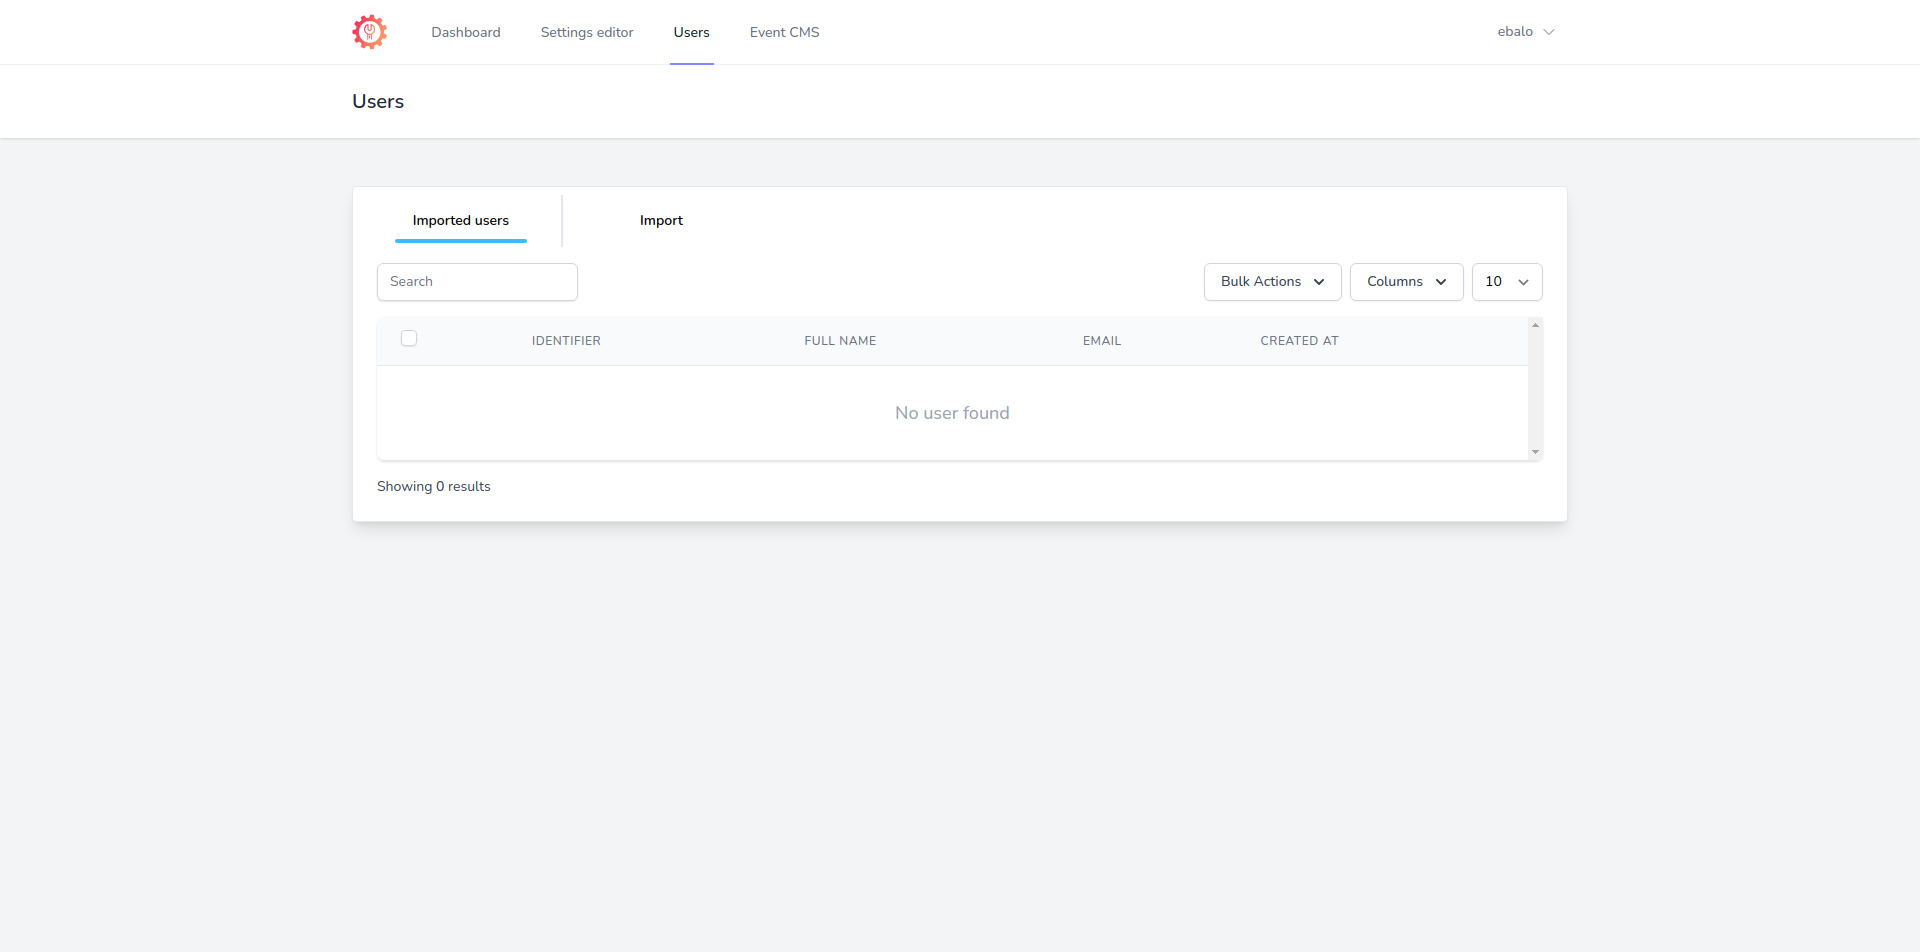 Dashboard Settings editor Users Event CMS ebalo
Users
Imported users Import
Search Bulk Actions Columns 10
IDENTIFIER FULL NAME EMAIL CREATED AT
No user found
Showing 0 results